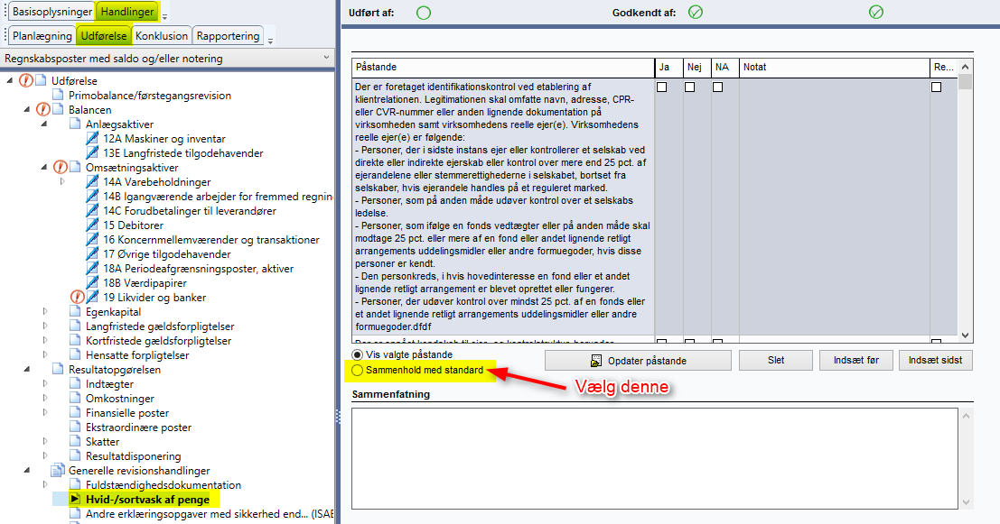 Basisoplysninger Handlinger
Planlægning Udførelse Konklusion Rapportering
Regnskabsposter med saldo og/eller notering
Udførelse
Primobalance/førstegangsrevision
Balancen
Anlægsaktiver
12A Maskiner og inventar
13E Langfristede tilgodehavender
Omsætningsaktiver
14A Varebeholdninger
14B Igangværende arbejder for fremmed regnin
14C Forudbetalinger til leverandører
15 Debitorer
16 Koncernmellemværender og transaktioner
17 Øvrige tilgodehavender
18A Periodeafgrænsningsposter, aktiver
18B Værdipapirer
19 Likvider og banker
Egenkapital
Langfristede gældsforpligtelser
Kortfristede gældsforpligtelser
Hensatte forpligtelser
Resultatopgørelsen
Indtægter
Omkostninger
Finansielle poster
Ekstraordinære poster
Skatter
Resultatdisponering
Generelle revisionshandlinger
Fuldstændighedsdokumentation
Hvid-/sortvask af penge
Andre erklæringsopgaver med sikkerhed end... (ISAE
Udført af: Godkendt af:
Påstande Ja Nej NA Notat Re...
Der er foretaget identifikationskontrol ved etablering af
klientrelationen. Legitimationen skal omfatte navn, adresse, CPR-
eller CVR-nummer eller anden lignende dokumentation på
virksomheden samt virksomhedens reelle ejer(e). Virksomhedens
reelle ejer(e) er følgende:
- Personer, der i sidste instans ejer eller kontrollerer et selskab ved
direkte eller indirekte ejerskab eller kontrol over mere end 25 pct. af
ejerandelene eller stemmerettighederne i selskabet, bortset fra
selskaber, hvis ejerandele handles på et reguleret marked.
- Personer, som på anden måde udøver kontrol over et selskabs
ledelse.
- Personer, som ifølge en fonds vedtægter eller på anden måde skal
modtage 25 pct. eller mere af en fond eller andet lignende retligt
arrangements uddelingsmidler eller andre formuegoder, hvis disse
personer er kendt.
- Den personkreds, i hvis hovedinteresse en fond eller et andet
lignende retligt arrangement er blevet oprettet eller fungerer.
- Personer, der udøver kontrol over mindst 25 pct. af en fonds eller
et andet lignende retligt arrangements uddelingsmidler eller andre
formuegoder.dfdf
Vis valgte påstande
Sammenhold med standard
Opdater påstande Slet Indsæt før Indsæt sidst
Vælg denne
Sammenfatning